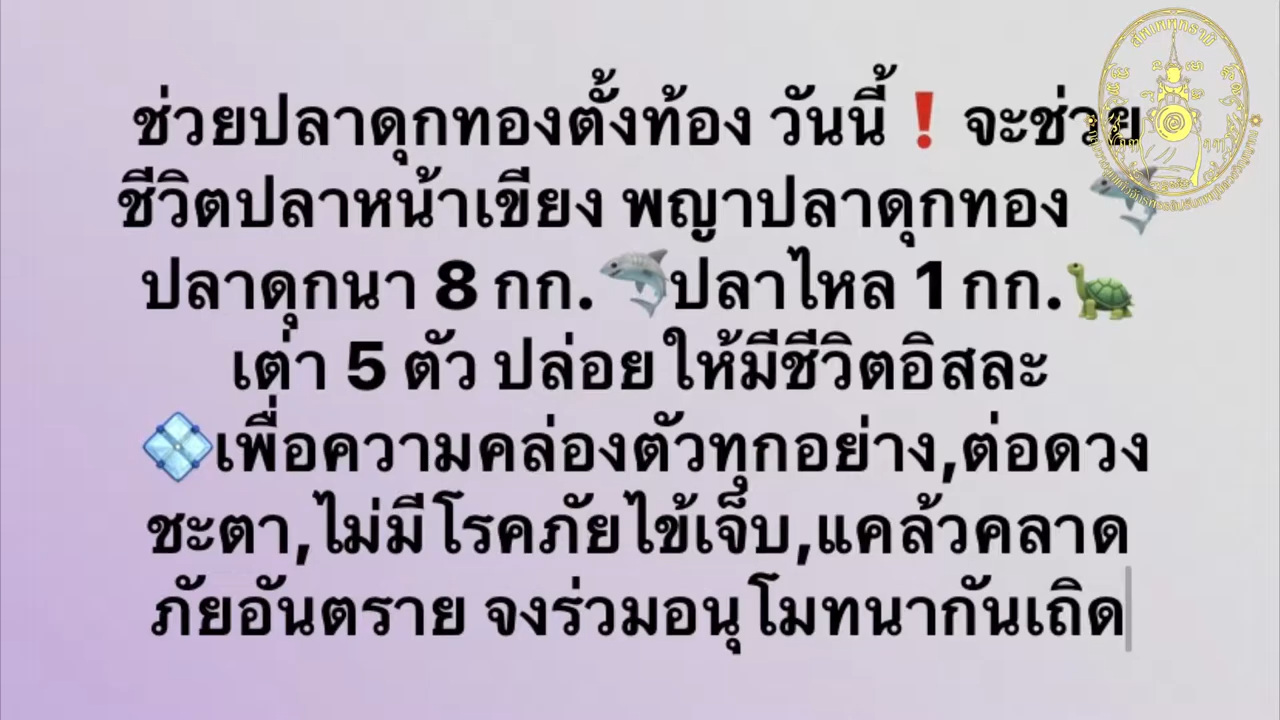 ช่วยปลาดุกทองตั้งท้อง วันนี้❗จะช่วย
ชีวิตปลาหน้าเขียง พญาปลาดุกทอง 🦈
ปลาดุกนา 8 กก.🦈ปลาไหล 1 กก.🐢
เต่า 5 ตัว ปล่อยให้มีชีวิตอิสละ
💠เพื่อความคล่องตัวทุกอย่าง,ต่อดวง
ชะตา,ไม่มีโรคภัยไข้เจ็บ,แคล้วคลาด
ภัยอันตราย จงร่วมอนุโมทนากันเถิด